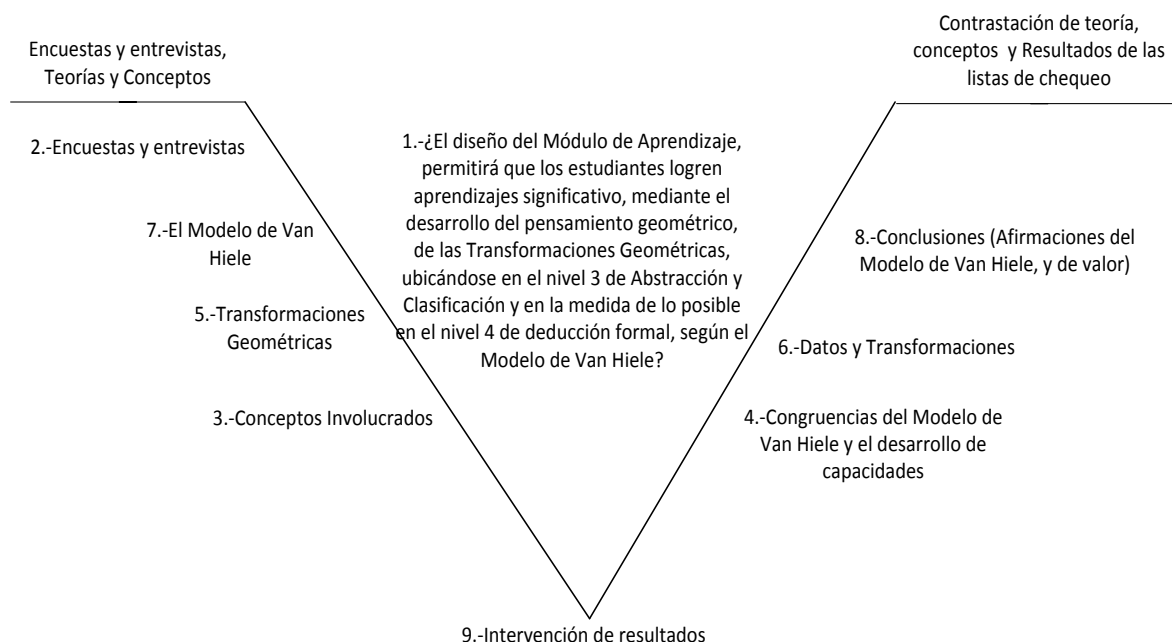 Encuestas y entrevistas,
Teorías y Conceptos
2.-Encuestas y entrevistas
7.-El Modelo de Van
Hiele
5.-Transformaciones
Geométricas
3.-Conceptos Involucrados
1.-¿El diseño del Módulo de Aprendizaje,
permitirá que los estudiantes logren
aprendizajes significativo, mediante el
desarrollo del pensamiento geométrico,
de las Transformaciones Geométricas,
ubicándose en el nivel 3 de Abstracción y
Clasificación y en la medida de lo posible
en el nivel 4 de deducción formal, según el
Modelo de Van Hiele?
Contrastación de teoría,
conceptos y Resultados de las
listas de chequeo
8.-Conclusiones (Afirmaciones del
Modelo de Van Hiele, y de valor)
6.-Datos y Transformaciones
4.-Congruencias del Modelo de
Van Hiele y el desarrollo de
capacidades
9.-Intervención de resultados